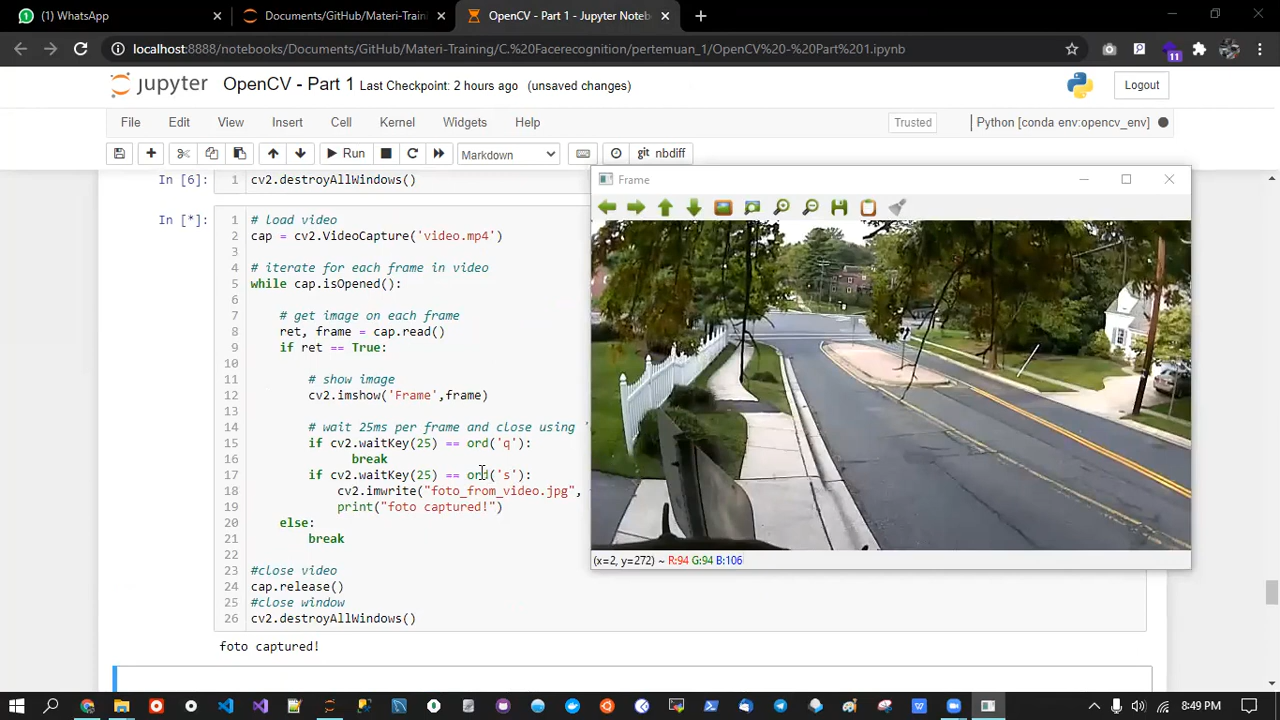 (1) WhatsApp
Documents/GitHub/Materi-Train
OpenCV - Part 1 - Jupyter Noteb
localhost:8888/notebooks/Documents/GitHub/Materi-Training/C.%20Facerecognition/pertemuan_1/OpenCV%20-%20Part%201.ipynb
11
jupyter OpenCV - Part 1 Last Checkpoint: 2 hours ago (unsaved changes)
Logout
File Edit View Insert Cell Kernel Widgets Help
Trusted
Python [conda env:opencv_env]
Run
Markdown
git nbdiff
In [6]: 1 cv2.destroyAllWindows()
Frame
In [*]: 1 # load video
2 cap = cv2.VideoCapture('video.mp4')
3
4 # iterate for each frame in video
5 while cap.isOpened():
6
7 # get image on each frame
8 ret, frame = cap.read()
9 if ret == True:
10
11 # show image
12 cv2.imshow('Frame',frame)
13
14 # wait 25ms per frame and close using '
15 if cv2.waitKey(25) == ord('q'):
16 break
17 if cv2.waitKey(25) == ord('s'):
18 cv2.imwrite("foto_from_video.jpg",
19 print("foto captured!")
20 else:
21 break
22
23 #close video
24 cap.release()
25 #close window
26 cv2.destroyAllWindows()
(x=2, y=272) ~ R:94 G:94 B:106
foto captured!
8:49 PM